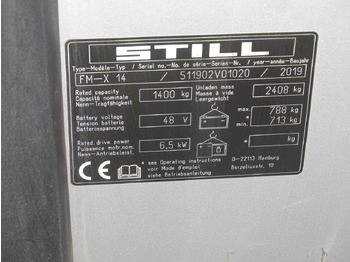 STILL
Type-Modèle-Typ / Serial no.-No. de série-Serien-Nr. / year-année-Baujahr
FM-X 14 / 511902V01020 / 2019
Rated capacity
Capacité nominale
Nenn-Tragfähigkeit
1400 kg
Unladen mass
Masse à vide
Leergewicht
2408 kg
Battery voltage
Tension batterie
Batteriespannung
48 V
max. 788 kg
min. 713 kg
Rated drive power
Puissance motr.nom.
Nenn-Antriebsleist.
6,5 kW
* kg
CE
* see Operating instructions
voir Mode d'emploi
siehe Betriebsanleitung
D-22113 Hamburg
Berzeliusstr. 10